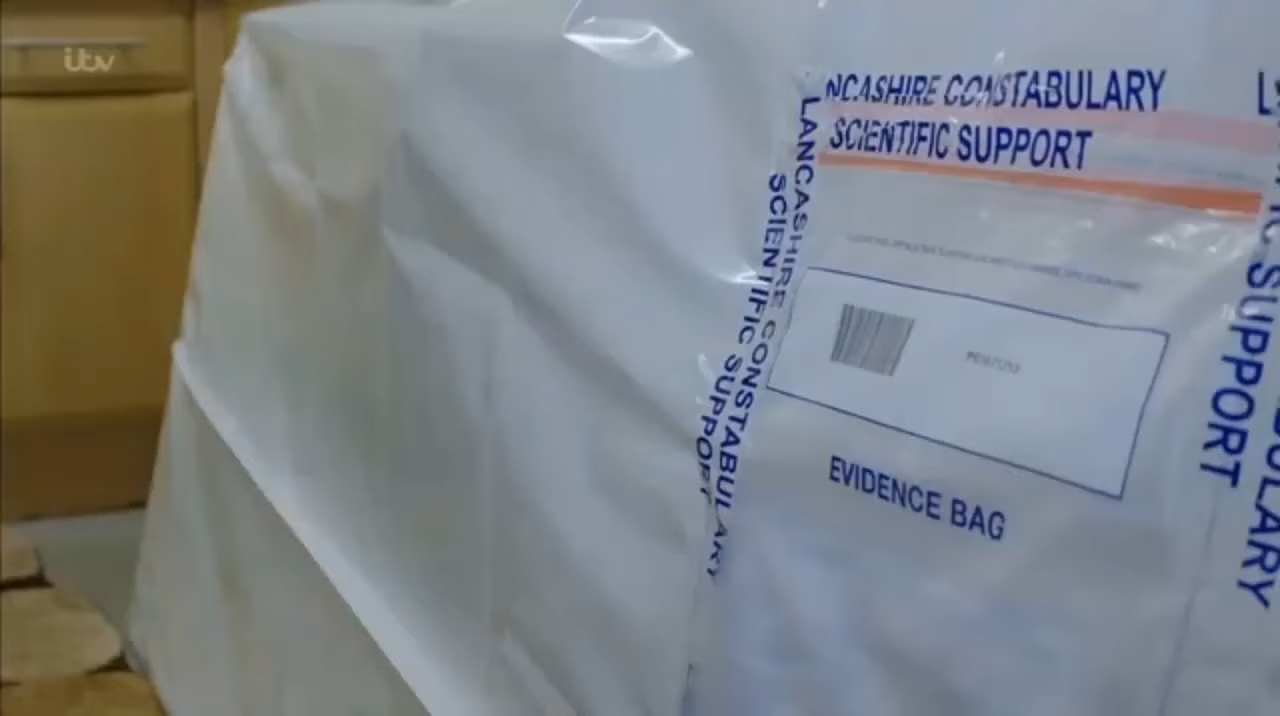 itv
NCASHIRE CONSTABULARY
SCIENTIFIC SUPPORT
LANCASHIRE CONSTABULARY
SCIENTIFIC SUPPORT
EVIDENCE BAG
SUPPORT